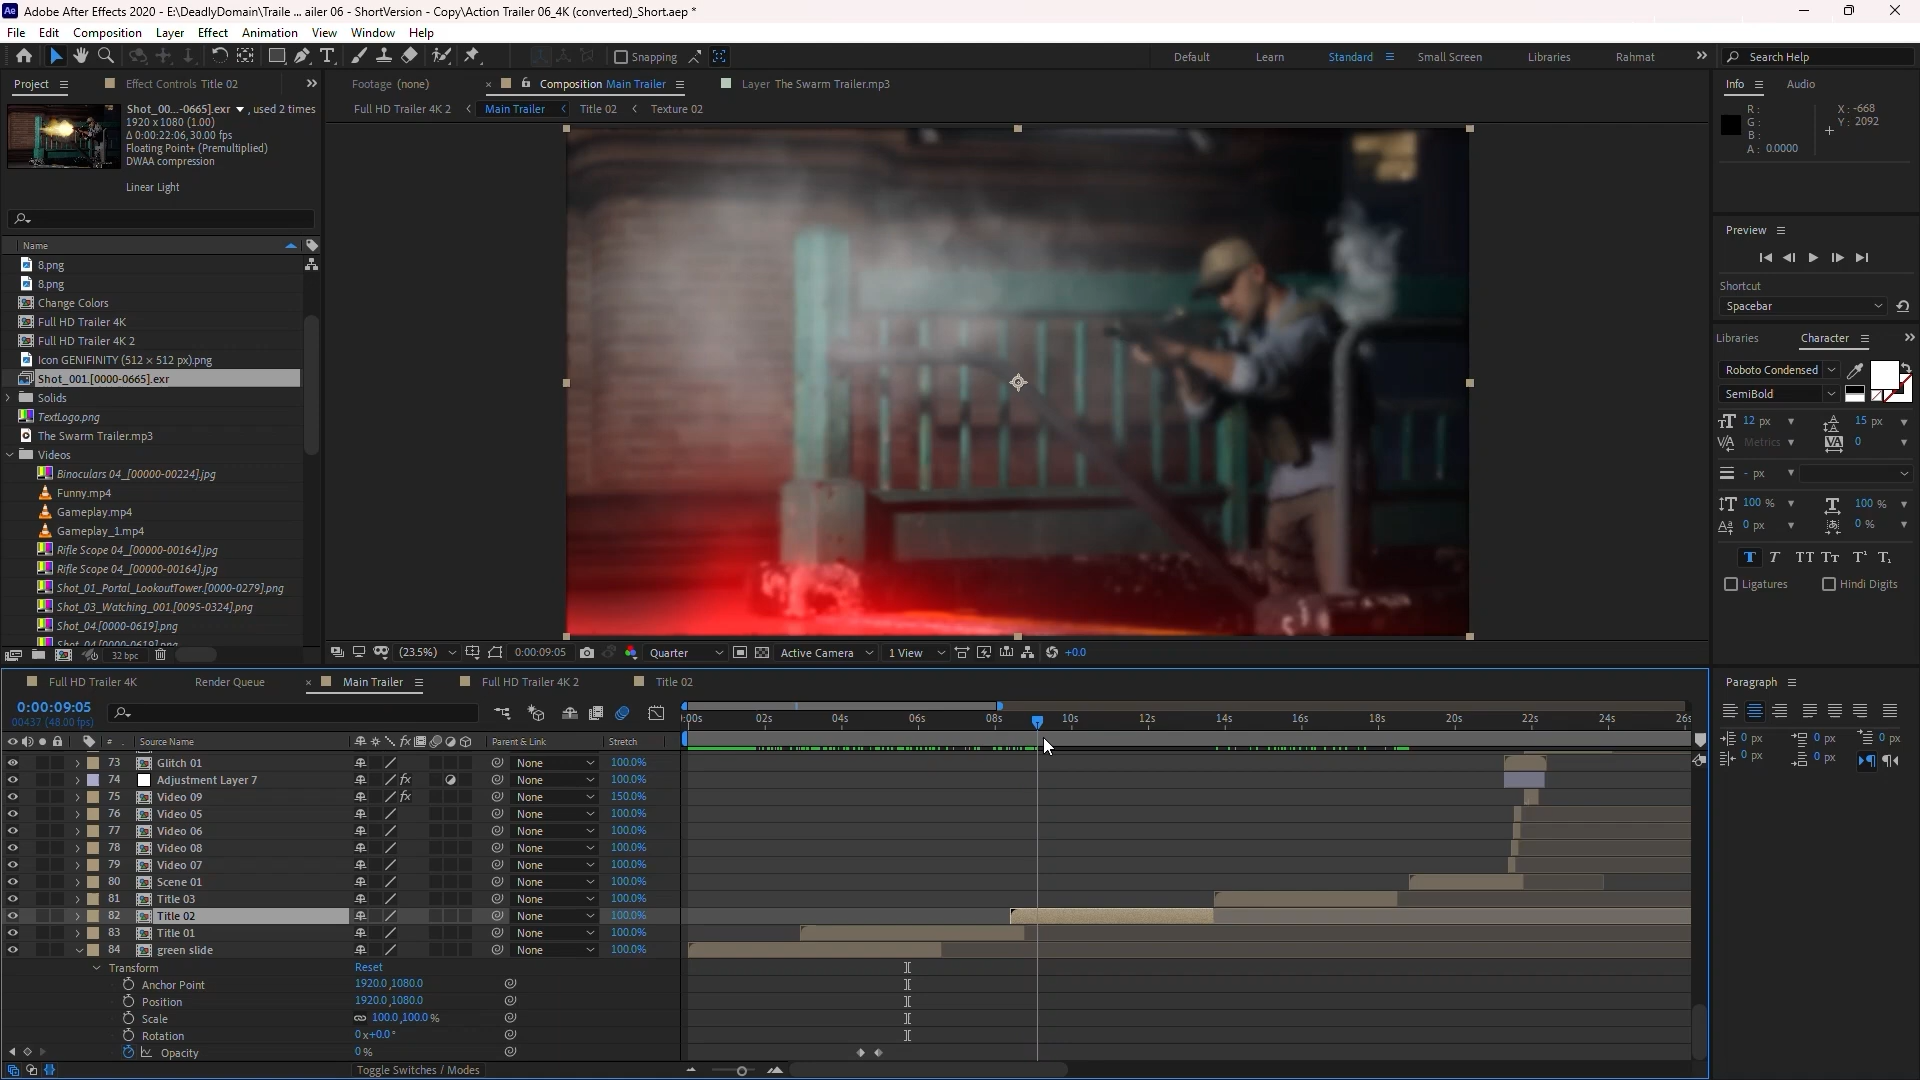 Adobe After Effects 2020 - E:\DeadlyDomain\Traile ... ailer 06 - ShortVersion - Copy\Action Trailer 06_4K (converted)_Short.aep *
File Edit Composition Layer Effect Animation View Window Help
Snapping
Default Learn Standard Small Screen Libraries Rahmat
Search Help
Project
Effect Controls Title 02
Footage (none)
Composition Main Trailer
Layer The Swarm Trailer.mp3
Full HD Trailer 4K 2 Main Trailer Title 02 Texture 02
Shot_00...-0665].exr , used 2 times
1920 x 1080 (1.00)
Δ 0:00:22:06, 30.00 fps
Floating Point+ (Premultiplied)
DWAA compression
Linear Light
Name
8.png
8.png
Change Colors
Full HD Trailer 4K
Full HD Trailer 4K 2
Icon GENIFINITY (512 × 512 px).png
Shot_001.[0000-0665].exr
Solids
TextLogo.png
The Swarm Trailer.mp3
Videos
Binoculars 04_[00000-00224].jpg
Funny.mp4
Gameplay.mp4
Gameplay_1.mp4
Rifle Scope 04_[00000-00164].jpg
Rifle Scope 04_[00000-00164].jpg
Shot_01_Portal_LookoutTower.[0000-0279].png
Shot_03_Watching_001.[0095-0324].png
Shot_04.[0000-0619].png
Shot_04.[0000-0619].png
32 bpc
(23.5%) 0:00:09:05 Quarter Active Camera 1 View +0.0
Info Audio
R :
G :
B :
A : 0.0000
X : -668
Y : 2092
Preview
Shortcut
Spacebar
Libraries Character
Roboto Condensed
SemiBold
12 px 15 px
Metrics 0
- px
100 % 100 %
0 px 0 %
T T TT Tt T¹ T₁
Ligatures Hindi Digits
Paragraph
0 px 0 px 0 px
0 px 0 px
Full HD Trailer 4K Render Queue Main Trailer Full HD Trailer 4K 2 Title 02
0:00:09:05
00437 (48.00 fps)
:00s 02s 04s 06s 08s 10s 12s 14s 16s 18s 20s 22s 24s 26s
# Source Name Parent & Link Stretch
73 Glitch 01 None 100.0%
74 Adjustment Layer 7 None 100.0%
75 Video 09 None 150.0%
76 Video 05 None 100.0%
77 Video 06 None 100.0%
78 Video 08 None 100.0%
79 Video 07 None 100.0%
80 Scene 01 None 100.0%
81 Title 03 None 100.0%
82 Title 02 None 100.0%
83 Title 01 None 100.0%
84 green slide None 100.0%
Transform Reset
Anchor Point 1920.0,1080.0
Position 1920.0,1080.0
Scale 100.0,100.0 %
Rotation 0 x+0.0 °
Opacity 0 %
Toggle Switches / Modes